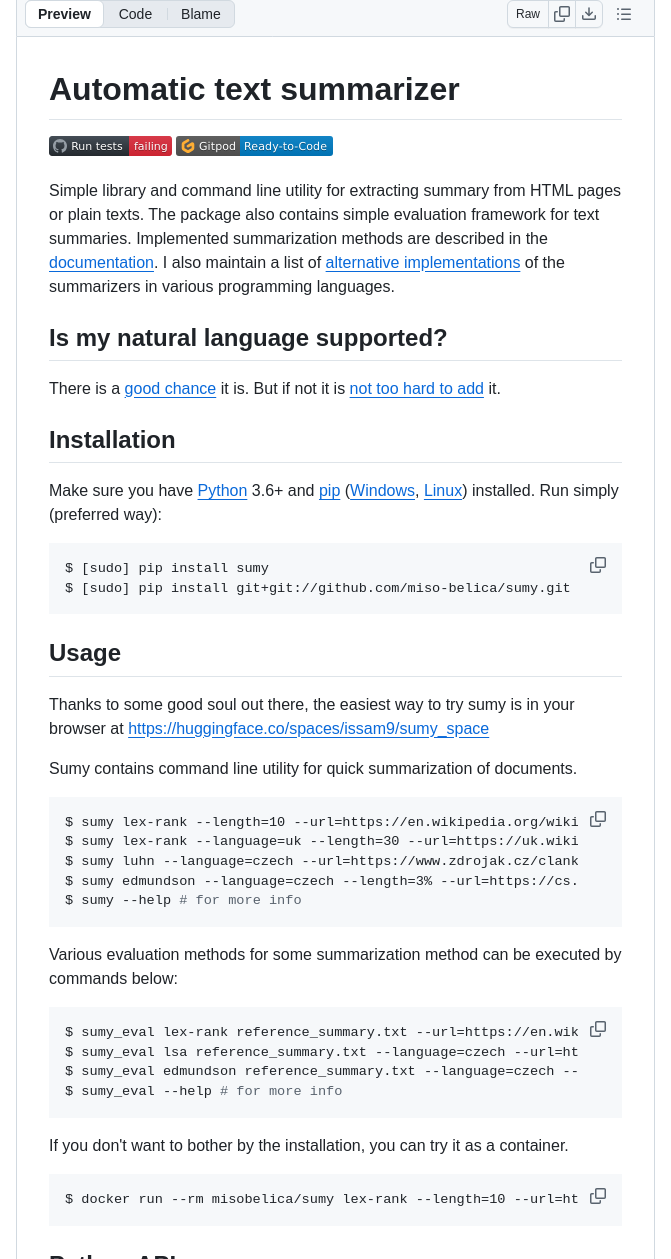 Preview Code Blame Raw
Automatic text summarizer
Run tests failing Gitpod Ready-to-Code
Simple library and command line utility for extracting summary from HTML pages
or plain texts. The package also contains simple evaluation framework for text
summaries. Implemented summarization methods are described in the
documentation. I also maintain a list of alternative implementations of the
summarizers in various programming languages.
Is my natural language supported?
There is a good chance it is. But if not it is not too hard to add it.
Installation
Make sure you have Python 3.6+ and pip (Windows, Linux) installed. Run simply
(preferred way):
$ [sudo] pip install sumy
$ [sudo] pip install git+git://github.com/miso-belica/sumy.git
Usage
Thanks to some good soul out there, the easiest way to try sumy is in your
browser at https://huggingface.co/spaces/issam9/sumy_space
Sumy contains command line utility for quick summarization of documents.
$ sumy lex-rank --length=10 --url=https://en.wikipedia.org/wiki
$ sumy lex-rank --language=uk --length=30 --url=https://uk.wiki
$ sumy luhn --language=czech --url=https://www.zdrojak.cz/clank
$ sumy edmundson --language=czech --length=3% --url=https://cs.
$ sumy --help # for more info
Various evaluation methods for some summarization method can be executed by
commands below:
$ sumy_eval lex-rank reference_summary.txt --url=https://en.wik
$ sumy_eval lsa reference_summary.txt --language=czech --url=ht
$ sumy_eval edmundson reference_summary.txt --language=czech --
$ sumy_eval --help # for more info
If you don't want to bother by the installation, you can try it as a container.
$ docker run --rm misobelica/sumy lex-rank --length=10 --url=ht
Python API